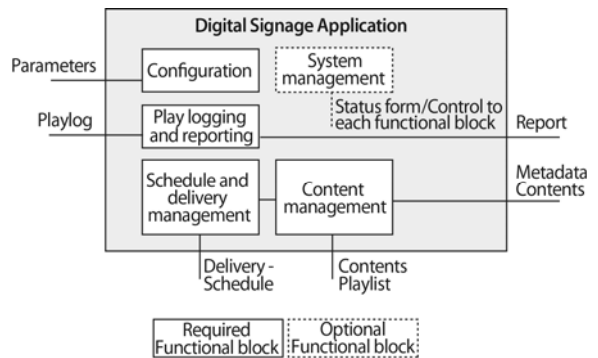 Digital Signage Application
Parameters
Configuration
System
management
Status form/Control to
each functional block
Playlog
Play logging
and reporting
Report
Schedule and
delivery
management
Content
management
Metadata
Contents
Delivery -
Schedule
Contents
Playlist
Required
Functional block
Optional
Functional block